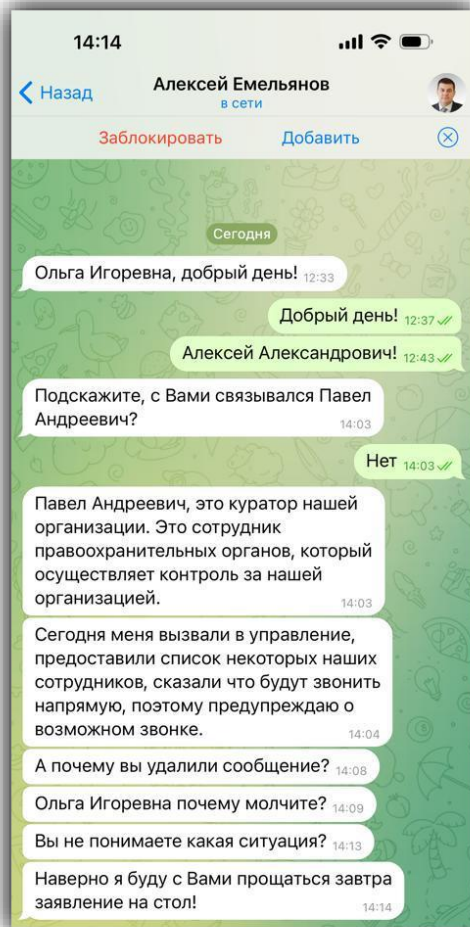 14:14
Назад
Алексей Емельянов
в сети
Заблокировать Добавить
Сегодня
Ольга Игоревна, добрый день! 12:33
Добрый день! 12:37
Алексей Александрович! 12:43
Подскажите, с Вами связывался Павел
Андреевич? 14:03
Нет 14:03
Павел Андреевич, это куратор нашей
организации. Это сотрудник
правоохранительных органов, который
осуществляет контроль за нашей
организацией. 14:03
Сегодня меня вызвали в управление,
предоставили список некоторых наших
сотрудников, сказали что будут звонить
напрямую, поэтому предупреждаю о
возможном звонке. 14:04
А почему вы удалили сообщение? 14:08
Ольга Игоревна почему молчите? 14:09
Вы не понимаете какая ситуация? 14:13
Наверно я буду с Вами прощаться завтра
заявление на стол! 14:14